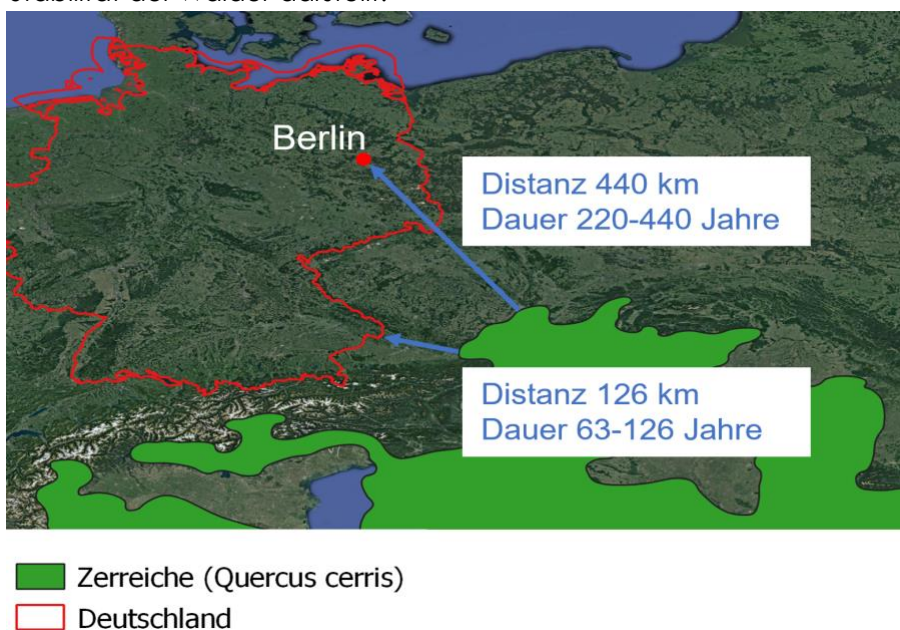 Berlin
Distanz 440 km
Dauer 220-440 Jahre
Distanz 126 km
Dauer 63-126 Jahre
Zerreiche (Quercus cerris)
Deutschland